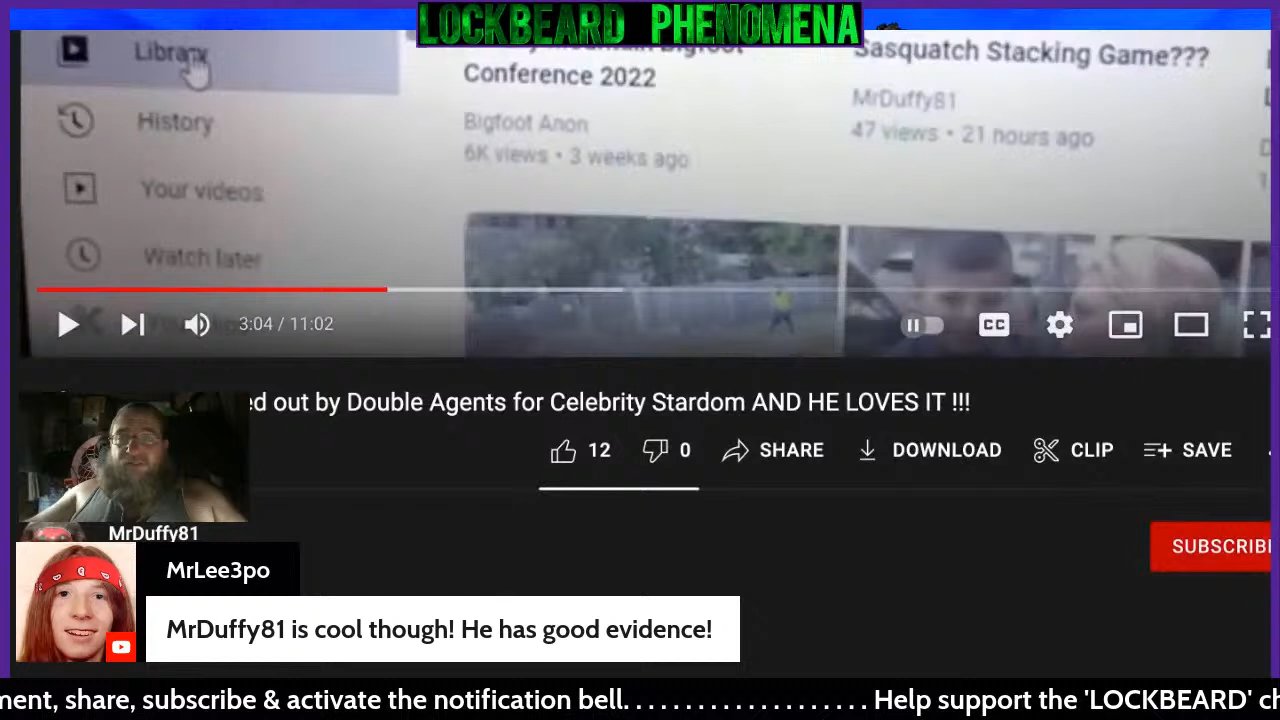 LOCKBEARD PHENOMENA
Library
Conference 2022
Bigfoot Anon
6K views • 3 weeks ago
Sasquatch Stacking Game???
MrDuffy81
47 views • 21 hours ago
History
Your videos
Watch later
3:04 / 11:02
CC
ed out by Double Agents for Celebrity Stardom AND HE LOVES IT !!!
12
0
SHARE
DOWNLOAD
CLIP
SAVE
MrDuffy81
SUBSCRIB
MrLee3po
MrDuffy81 is cool though! He has good evidence!
ment, share, subscribe & activate the notification bell. . . . . . . . . . . . . . . . . . . Help support the 'LOCKBEARD' ch